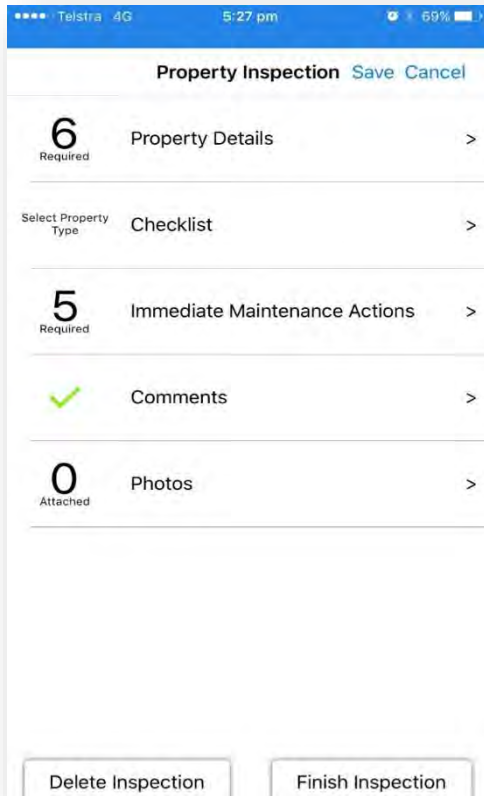 Telstra 4G 5:27 pm 69%
Property Inspection Save Cancel
6
Required
Property Details >
Select Property
Type
Checklist >
5
Required
Immediate Maintenance Actions >
Comments >
0
Attached
Photos >
Delete Inspection Finish Inspection